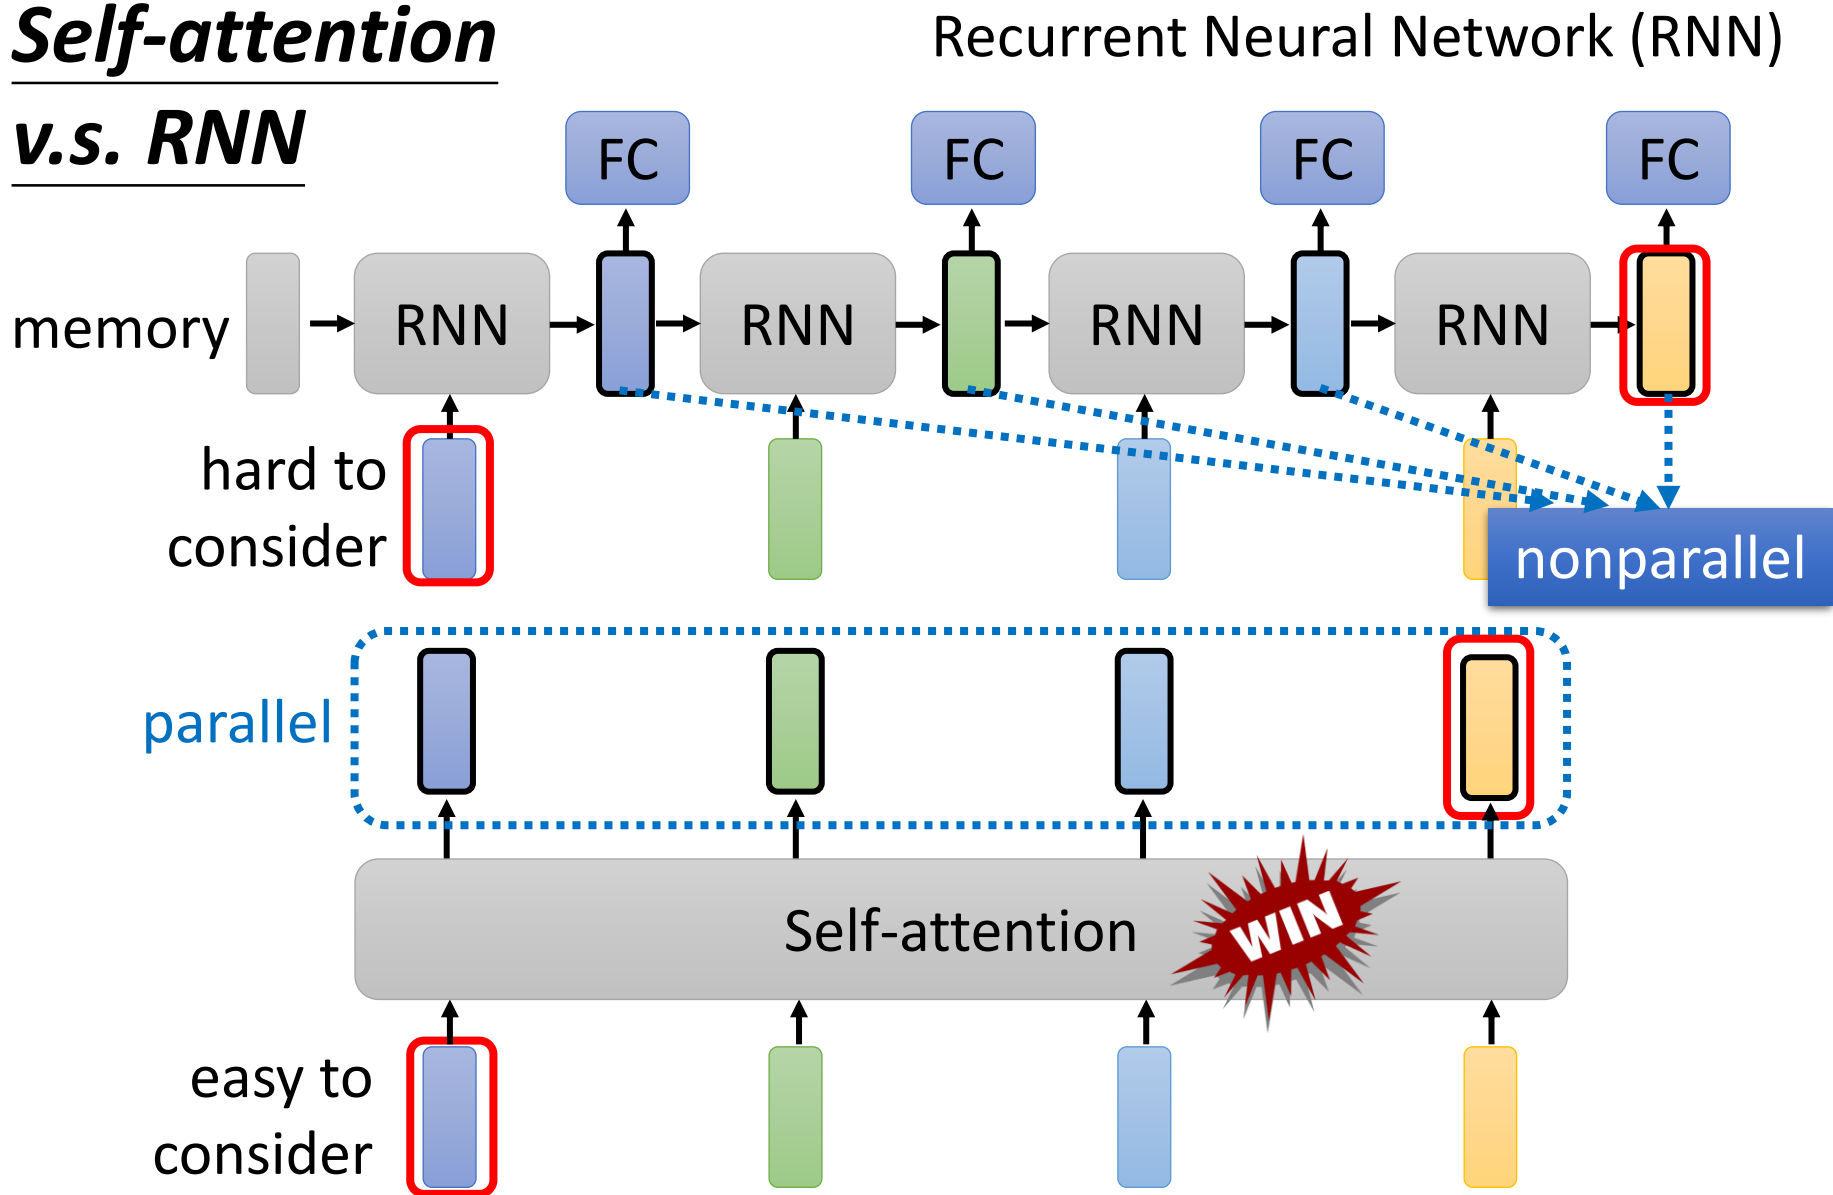 Self-attention
v.s. RNN
Recurrent Neural Network (RNN)
FC FC FC FC
memory RNN RNN RNN RNN
hard to
consider
nonparallel
parallel
Self-attention WIN
easy to
consider